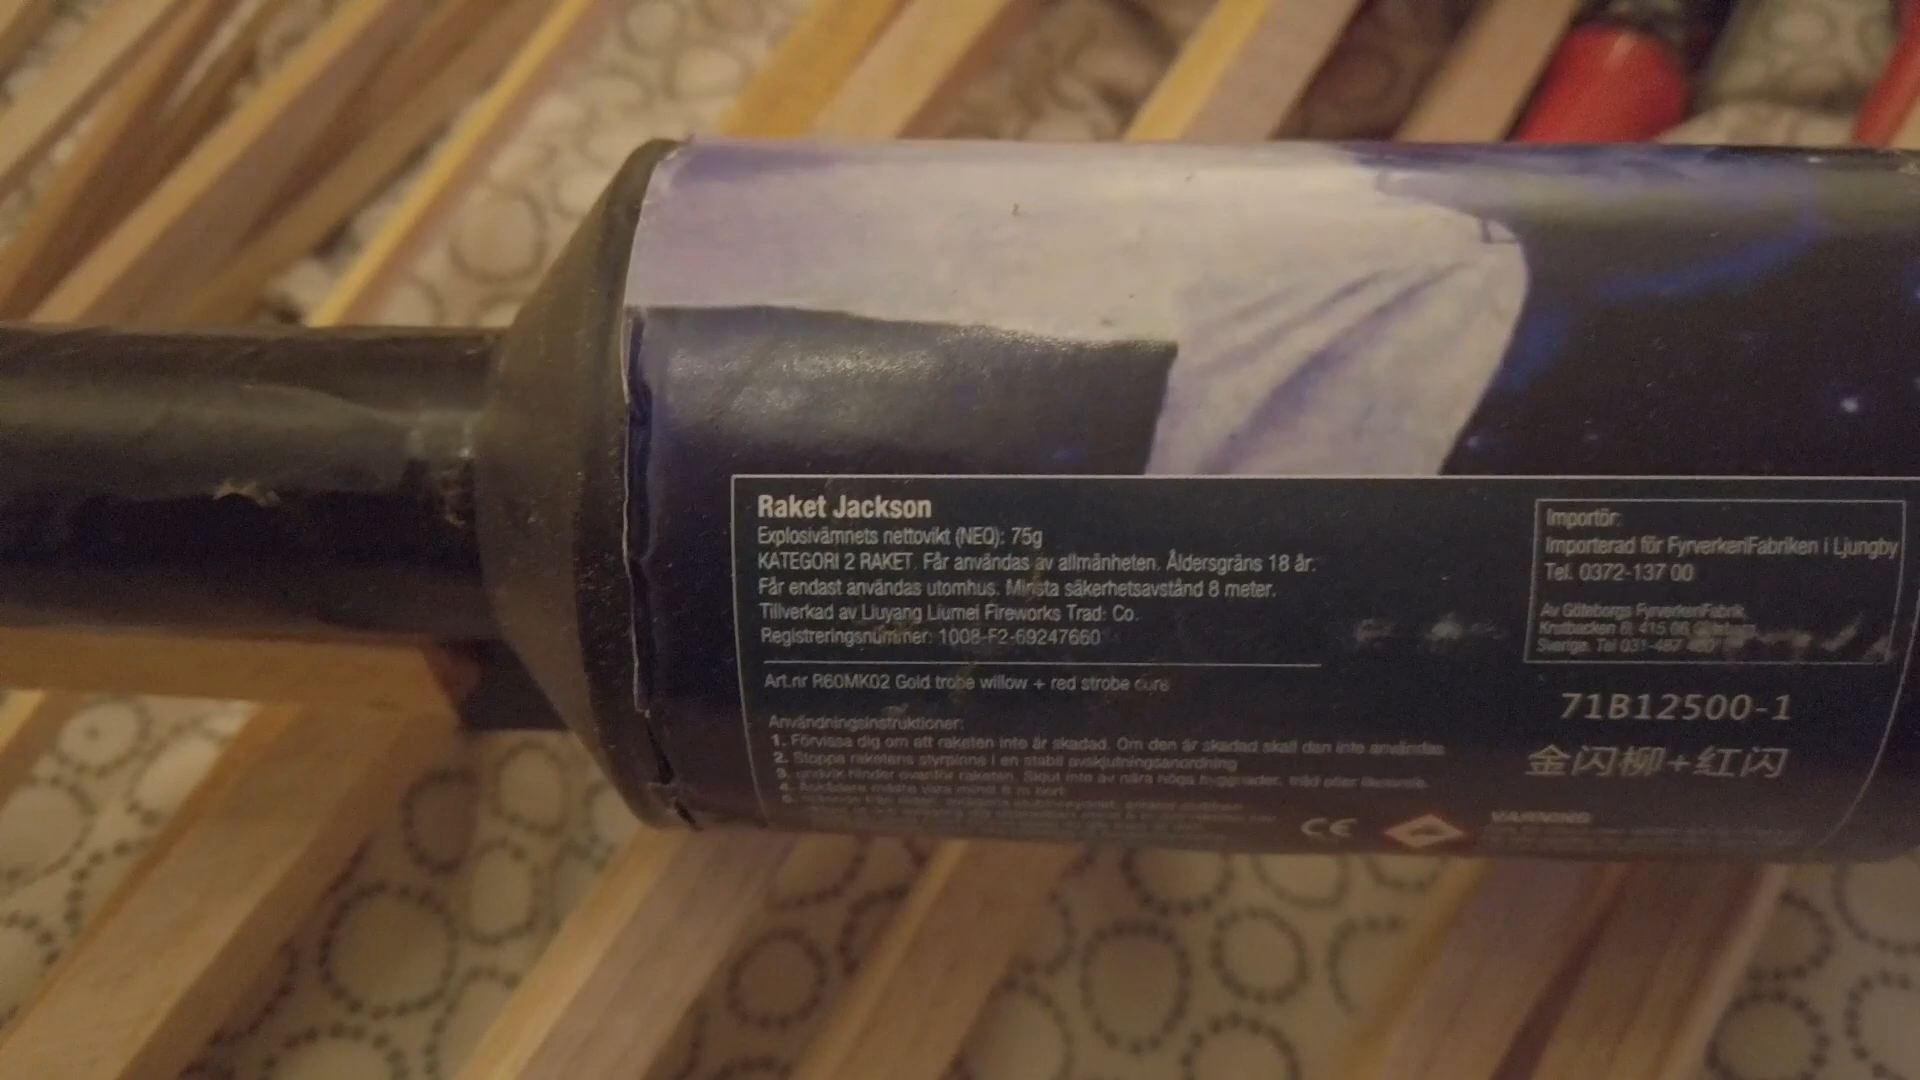 Raket Jackson
Explosivämnets nettovikt (NEQ): 75g
KATEGORI 2 RAKET. Får användas av allmänheten. Åldersgräns 18 år.
Får endast användas utomhus. Minsta säkerhetsavstånd 8 meter.
Tillverkad av Liuyang Liumei Fireworks Trad. Co.
Registreringsnummer: 1008-F2-69247660
Art.nr R60MK02 Gold trobe willow + red strobe core
Användningsinstruktioner:
1. Förvissa dig om att raketen inte är skadad. Om den är skadad skall den inte användas
2. Stoppa raketens styrpinne i en stabil avskjutningsanordning
3. undvik hinder ovanför raketen. Skjut inte av nära höga byggnader, träd eller liknande.
4. Åskådare måste vara minst 8 m bort
5.
CE
Importör:
Importerad för FyrverkeriFabriken i Ljungby
Tel. 0372-137 00
Av Göteborgs FyrverkeriFabrik
415 06
Sverige. Tel 031-487
71B12500-1
金闪柳+红闪
WARNING